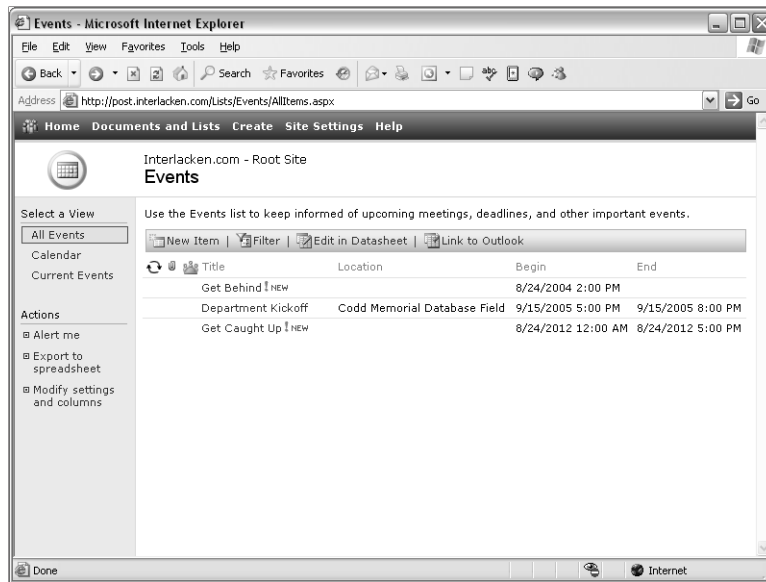 Events - Microsoft Internet Explorer
File Edit View Favorites Tools Help
Back Search Favorites
Address http://post.interlacken.com/Lists/Events/AllItems.aspx Go
Home Documents and Lists Create Site Settings Help
Interlacken.com - Root Site
Events
Select a View
All Events
Calendar
Current Events
Actions
Alert me
Export to
spreadsheet
Modify settings
and columns
Use the Events list to keep informed of upcoming meetings, deadlines, and other important events.
New Item | Filter | Edit in Datasheet | Link to Outlook
Title Location Begin End
Get Behind ! NEW 8/24/2004 2:00 PM
Department Kickoff Codd Memorial Database Field 9/15/2005 5:00 PM 9/15/2005 8:00 PM
Get Caught Up ! NEW 8/24/2012 12:00 AM 8/24/2012 5:00 PM
Done Internet